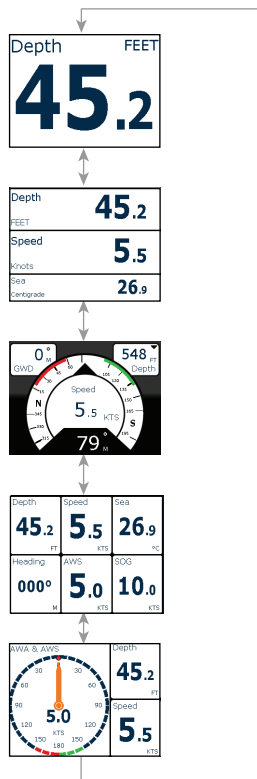 Depth FEET
45.2
Depth 45.2
FEET
Speed 5.5
Knots
Sea 26.9
Centigrade
0° M 548 FT
GWD Depth
Speed
5.5 KTS
N S
79° M
Depth Speed Sea
45.2 5.5 26.9
FT KTS °C
Heading AWS SOG
000° 5.0 10.0
M KTS KTS
AWA & AWS Depth
30 30 45.2
60 60 FT
90 90 Speed
5.0 5.5
KTS KTS
120 120
150 180 150